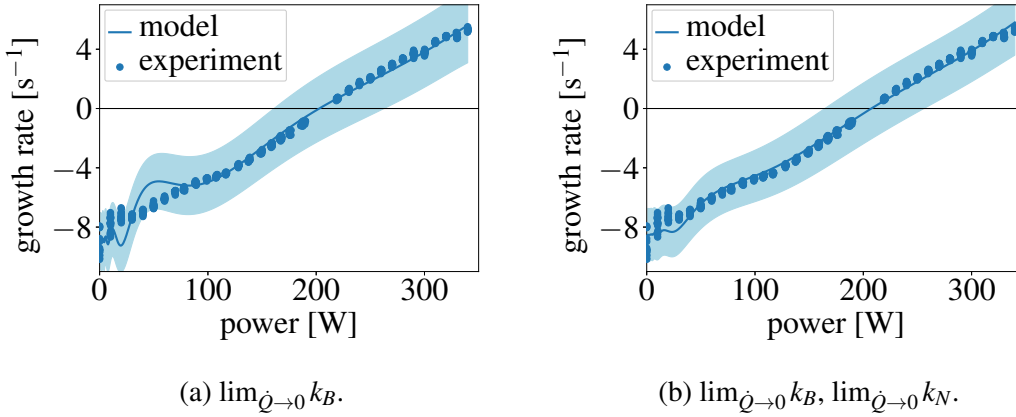 model
experiment
growth rate [s⁻¹]
4
0
−4
−8
0
100
200
300
power [W]
(a) lim_{Q̇→0} k_B.
model
experiment
growth rate [s⁻¹]
4
0
−4
−8
0
100
200
300
power [W]
(b) lim_{Q̇→0} k_B, lim_{Q̇→0} k_N.